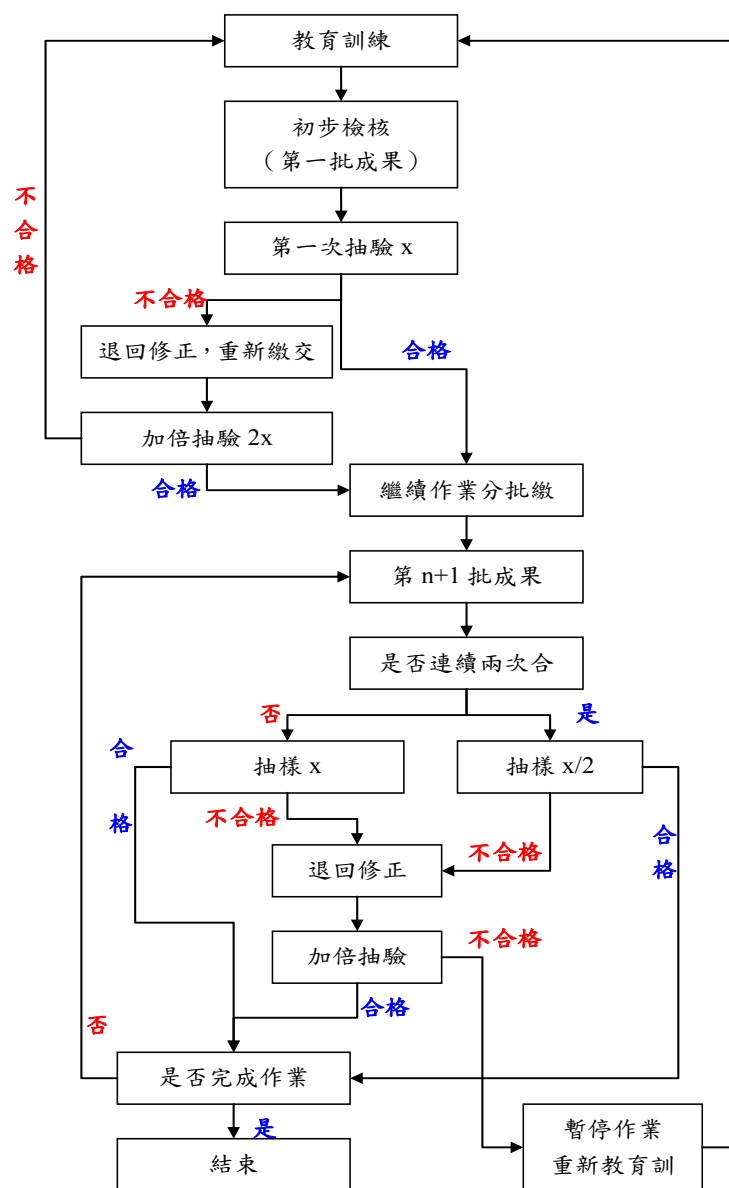 教育訓練
初步檢核
（第一批成果）
不
合
格
第一次抽驗 x
不合格
退回修正，重新繳交
合格
加倍抽驗 2x
合格
繼續作業分批繳
第 n+1 批成果
是否連續兩次合
否
是
合
格
抽樣 x
抽樣 x/2
不合格
合
格
不合格
退回修正
加倍抽驗
不合格
合格
否
是否完成作業
是
結束
暫停作業
重新教育訓